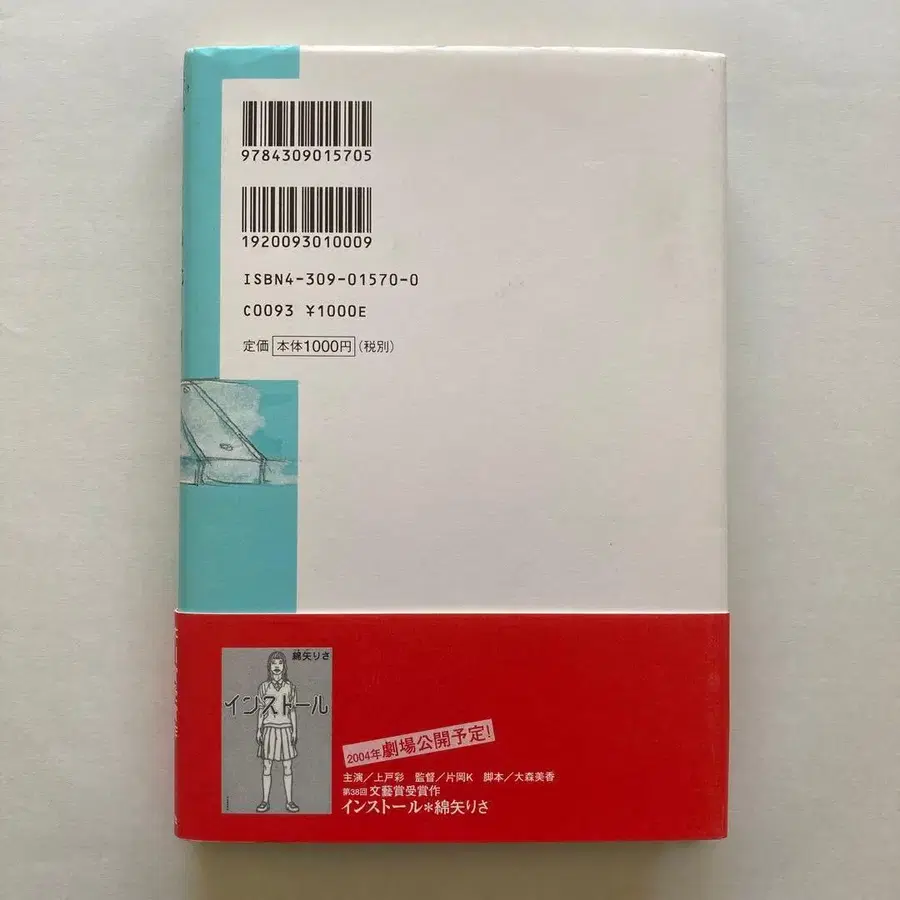 9784309015705
1920093010009
ISBN4-309-01570-0
C0093 ¥1000E
定価 本体1000円(税別)
綿矢りさ
インストール
2004年劇場公開予定!
主演/上戸彩 監督/片岡K 脚本/大森美香
第38回 文藝賞受賞作
インストール*綿矢りさ